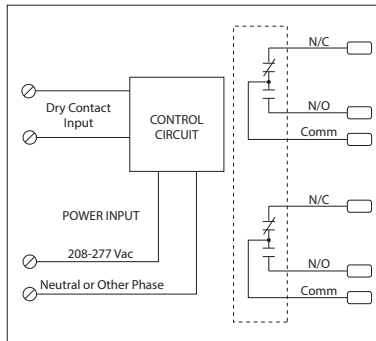 N/C
Dry Contact
Input
CONTROL
CIRCUIT
N/O
Comm
POWER INPUT
N/C
208-277 Vac
N/O
Neutral or Other Phase
Comm